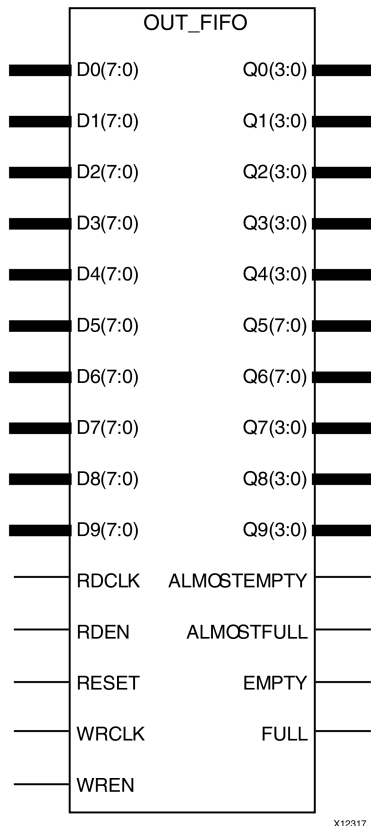 OUT_FIFO
D0(7:0) Q0(3:0)
D1(7:0) Q1(3:0)
D2(7:0) Q2(3:0)
D3(7:0) Q3(3:0)
D4(7:0) Q4(3:0)
D5(7:0) Q5(7:0)
D6(7:0) Q6(7:0)
D7(7:0) Q7(3:0)
D8(7:0) Q8(3:0)
D9(7:0) Q9(3:0)
RDCLK ALMOSTEMPTY
RDEN ALMOSTFULL
RESET EMPTY
WRCLK FULL
WREN
X12317